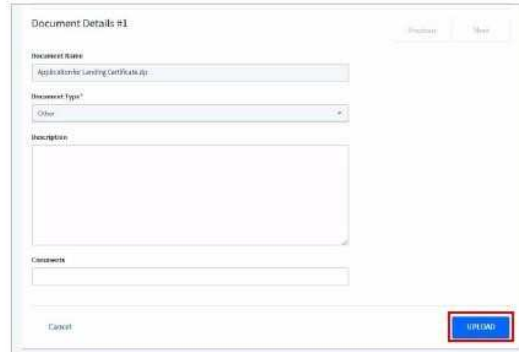 Document Details #1
Previous Next
Document Name
Application for Landing Certificate.zip
Document Type*
Other
Description
Comments
Cancel UPLOAD